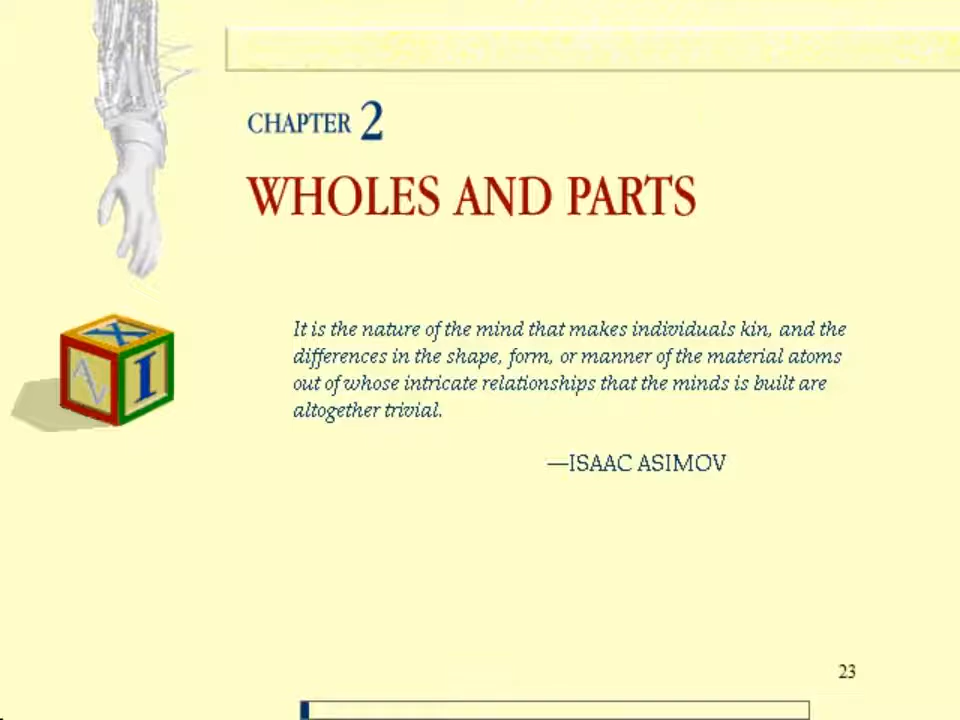 CHAPTER 2
WHOLES AND PARTS
It is the nature of the mind that makes individuals kin, and the
differences in the shape, form, or manner of the material atoms
out of whose intricate relationships that the minds is built are
altogether trivial.
—ISAAC ASIMOV
X
A
I
23